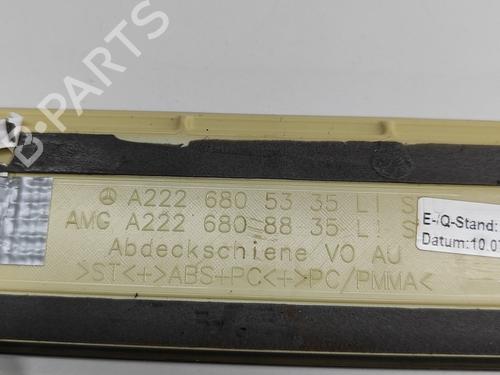 B-PARTS
A222 680 53 35 LI S
AMG A222 680 88 35 LI S
Abdeckschiene VO AU
>ST<+>ABS+PC<+>PC/PMMA<
E-/Q-Stand:
Datum:10.07